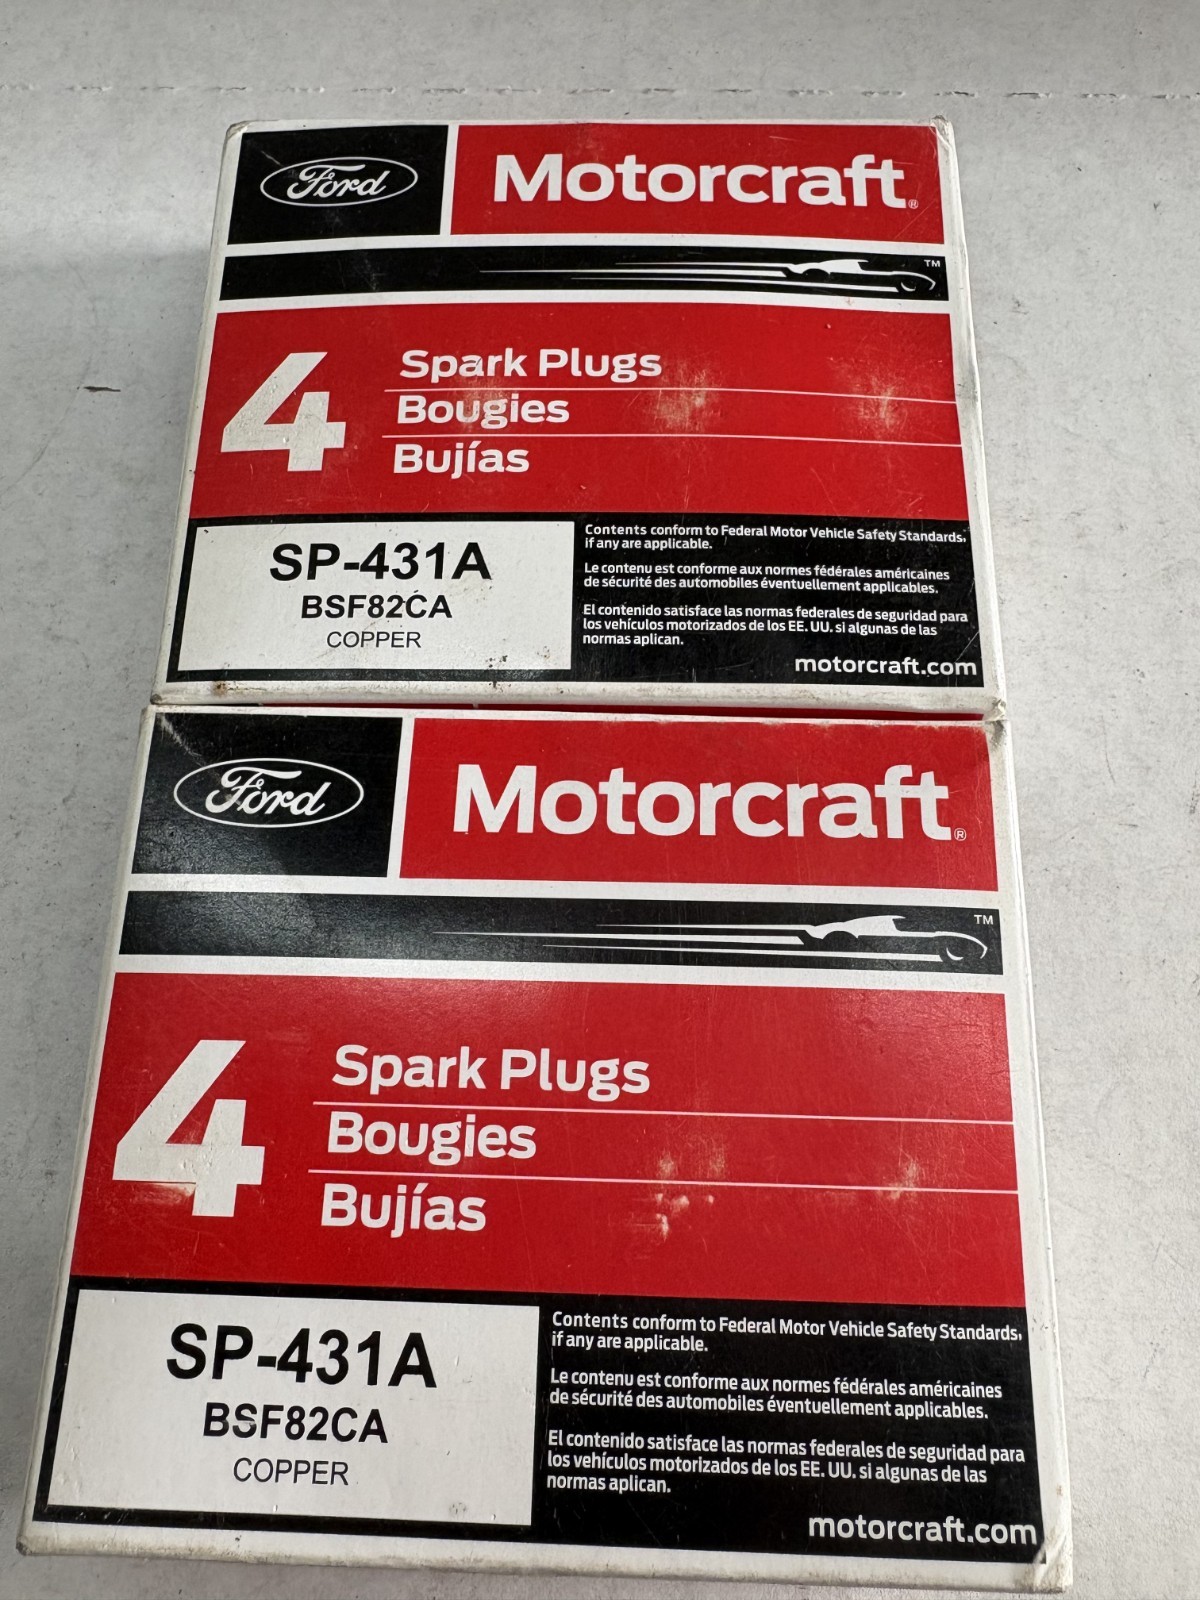 Ford
Motorcraft®
TM
4
Spark Plugs
Bougies
Bujías
SP-431A
BSF82CA
COPPER
Contents conform to Federal Motor Vehicle Safety Standards,
if any are applicable.
Le contenu est conforme aux normes fédérales américaines
de sécurité des automobiles éventuellement applicables.
El contenido satisface las normas federales de seguridad para
los vehículos motorizados de los EE. UU. si algunas de las
normas aplican.
motorcraft.com
Ford
Motorcraft®
TM
4
Spark Plugs
Bougies
Bujías
SP-431A
BSF82CA
COPPER
Contents conform to Federal Motor Vehicle Safety Standards,
if any are applicable.
Le contenu est conforme aux normes fédérales américaines
de sécurité des automobiles éventuellement applicables.
El contenido satisface las normas federales de seguridad para
los vehículos motorizados de los EE. UU. si algunas de las
normas aplican.
motorcraft.com